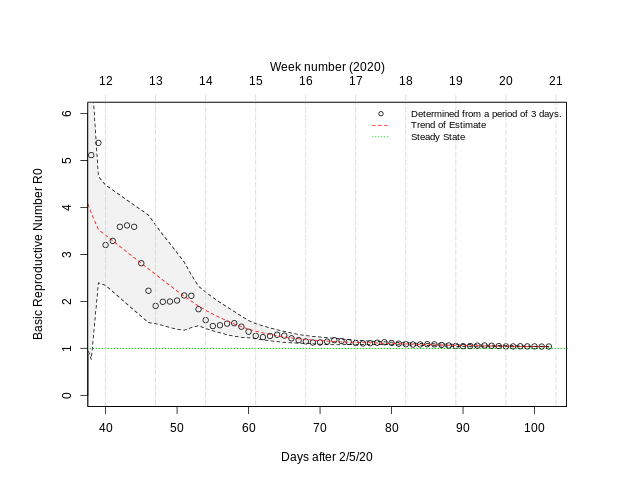 Week number (2020)
12 13 14 15 16 17 18 19 20 21
Determined from a period of 3 days.
Trend of Estimate
Steady State
Basic Reproductive Number R0
6
5
4
3
2
1
0
40 50 60 70 80 90 100
Days after 2/5/20